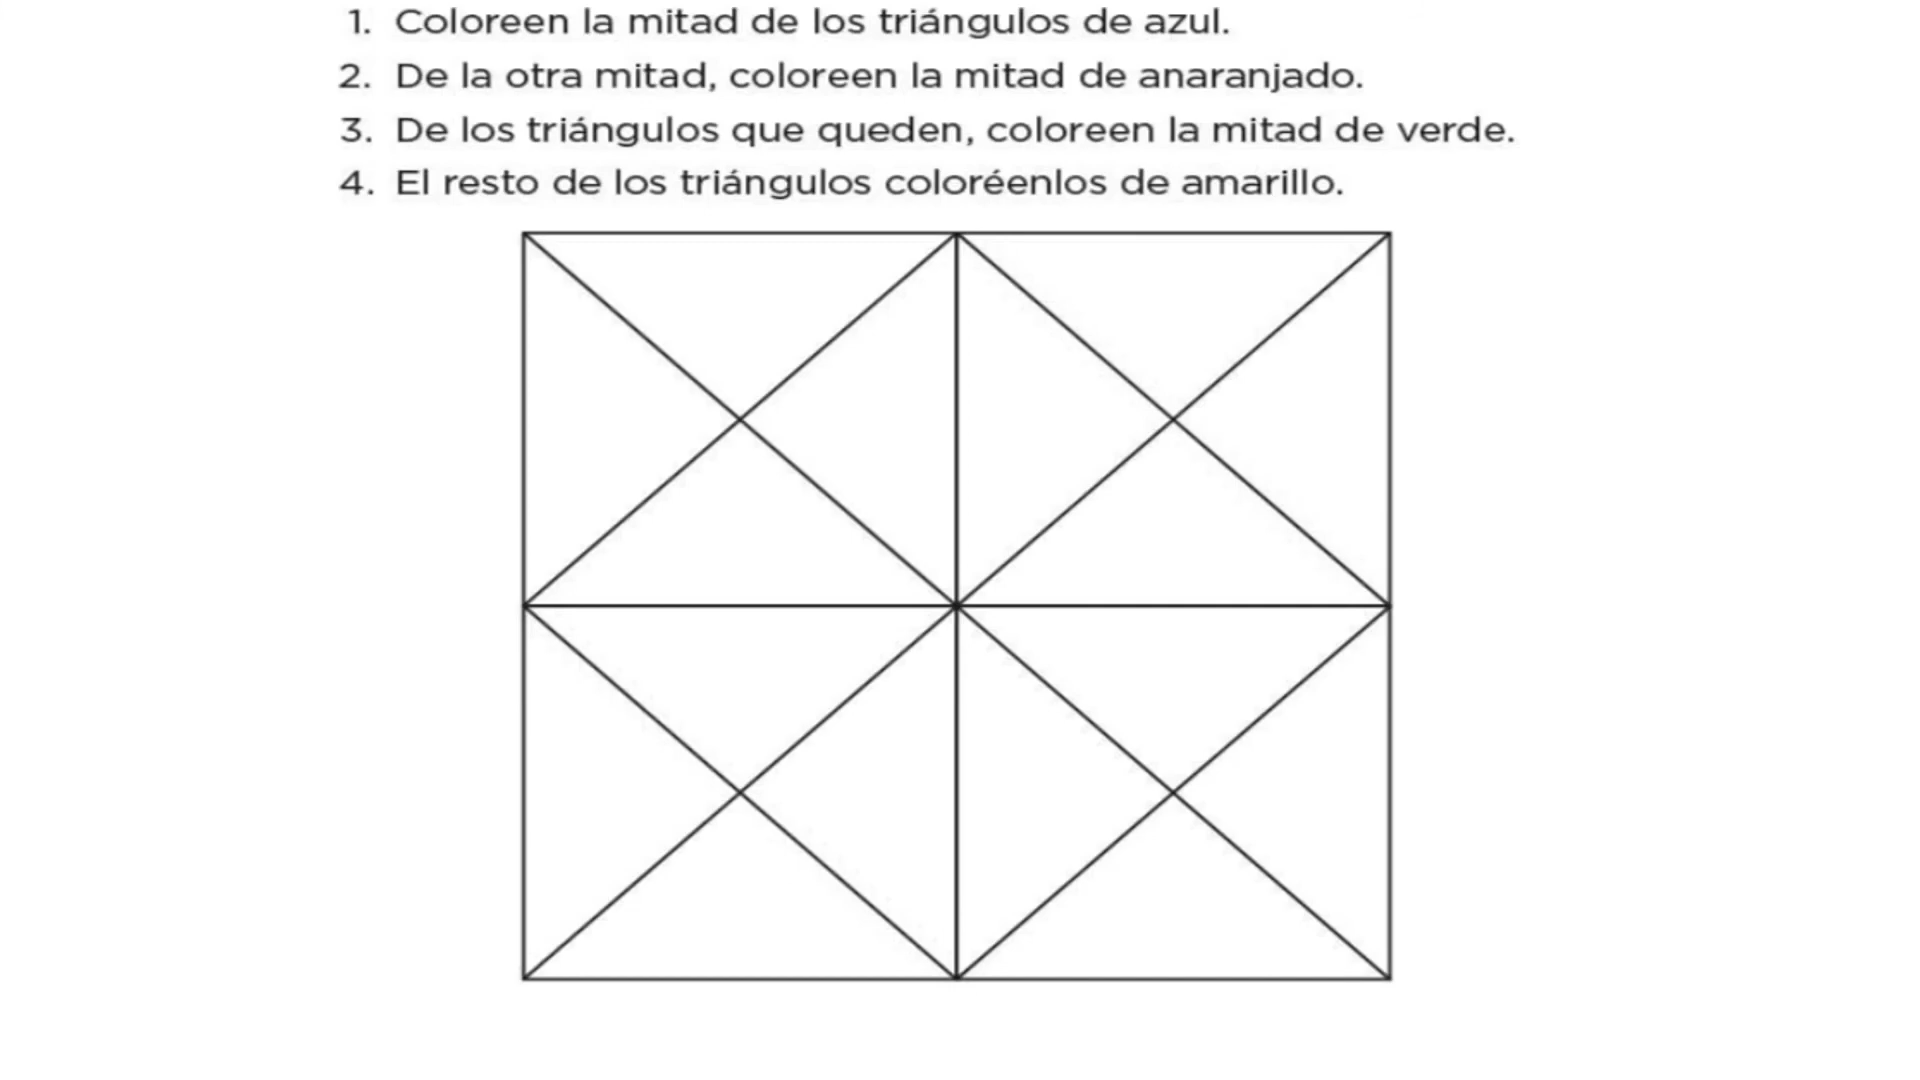 1. Coloreen la mitad de los triángulos de azul.
2. De la otra mitad, coloreen la mitad de anaranjado.
3. De los triángulos que queden, coloreen la mitad de verde.
4. El resto de los triángulos coloréenlos de amarillo.